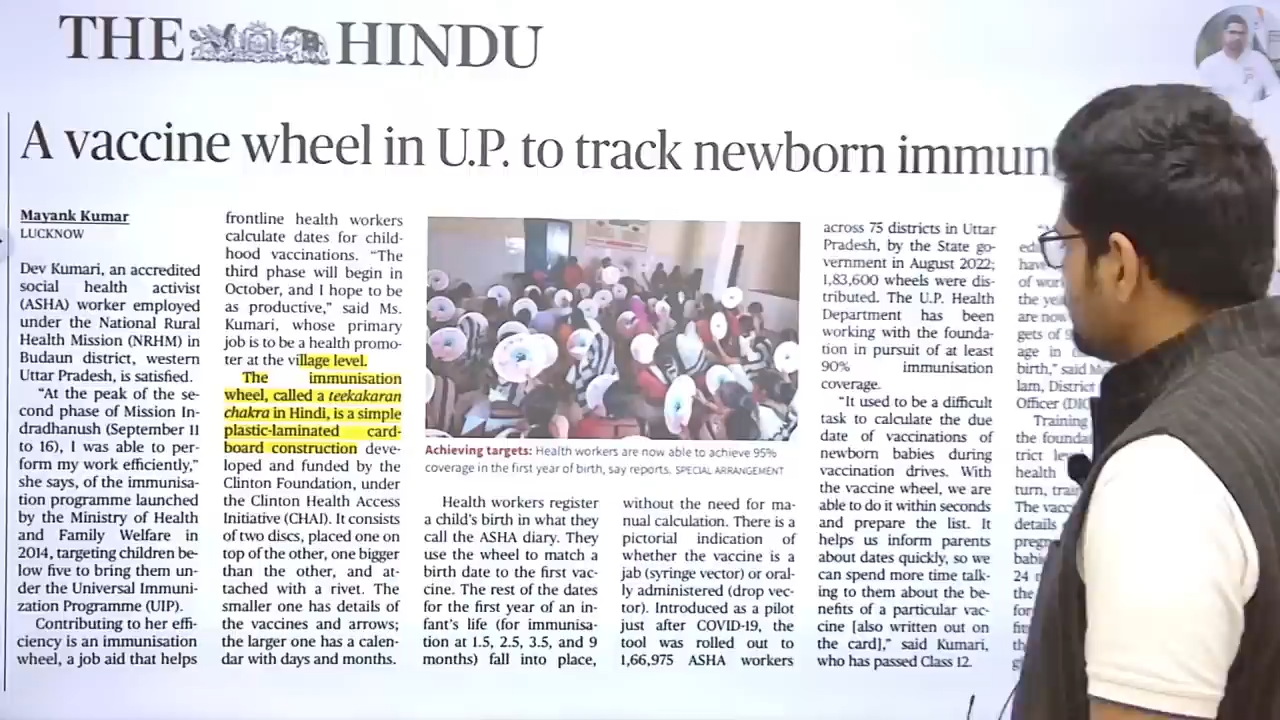 THE HINDU
A vaccine wheel in U.P. to track newborn
Mayank Kumar
LUCKNOW
Dev Kumari, an accredited
social health activist
(ASHA) worker employed
under the National Rural
Health Mission (NRHM) in
Budaun district, western
Uttar Pradesh, is satisfied.
"At the peak of the se-
cond phase of Mission In-
dradhanush (September 11
to 16), I was able to per-
form my work efficiently,"
she says, of the immunisa-
tion programme launched
by the Ministry of Health
and Family Welfare in
2014, targeting children be-
low five to bring them un-
der the Universal Immuni-
zation Programme (UIP).
Contributing to her effi-
ciency is an immunisation
wheel, a job aid that helps
frontline health workers
calculate dates for child-
hood vaccinations. "The
third phase will begin in
October, and I hope to be
as productive," said Ms.
Kumari, whose primary
job is to be a health promo-
ter at the village level.
The immunisation
wheel, called a teekakaran
chakra in Hindi, is a simple
plastic-laminated card-
board construction deve-
loped and funded by the
Clinton Foundation, under
the Clinton Health Access
Initiative (CHAI). It consists
of two discs, placed one on
top of the other, one bigger
than the other, and at-
tached with a rivet. The
smaller one has details of
the vaccines and arrows;
the larger one has a calen-
dar with days and months.
Achieving targets: Health workers are now able to achieve 95%
coverage in the first year of birth, say reports. SPECIAL ARRANGEMENT
Health workers register
a child's birth in what they
call the ASHA diary. They
use the wheel to match a
birth date to the first vac-
cine. The rest of the dates
for the first year of an in-
fant's life (for immunisa-
tion at 1.5, 2.5, 3.5, and 9
months) fall into place,
without the need for ma-
nual calculation. There is a
pictorial indication of
whether the vaccine is a
jab (syringe vector) or oral-
ly administered (drop vec-
tor). Introduced as a pilot
just after COVID-19, the
tool was rolled out to
1,66,975 ASHA workers
across 75 districts in Uttar
Pradesh, by the State go-
vernment in August 2022;
1,83,600 wheels were dis-
tributed. The U.P. Health
Department has been
working with the founda-
tion in pursuit of at least
90% immunisation
coverage.
"It used to be a difficult
task to calculate the due
date of vaccinations of
newborn babies during
vaccination drives. With
the vaccine wheel, we are
able to do it within seconds
and prepare the list. It
helps us inform parents
about dates quickly, so we
can spend more time talk-
ing to them about the be-
nefits of a particular vac-
cine [also written out on
the card]," said Kumari,
who has passed Class 12.
have
of
the
are now
gets of
age in
birth," said
lam, District
Officer
Training
the
health
turn,
The
details
24
the